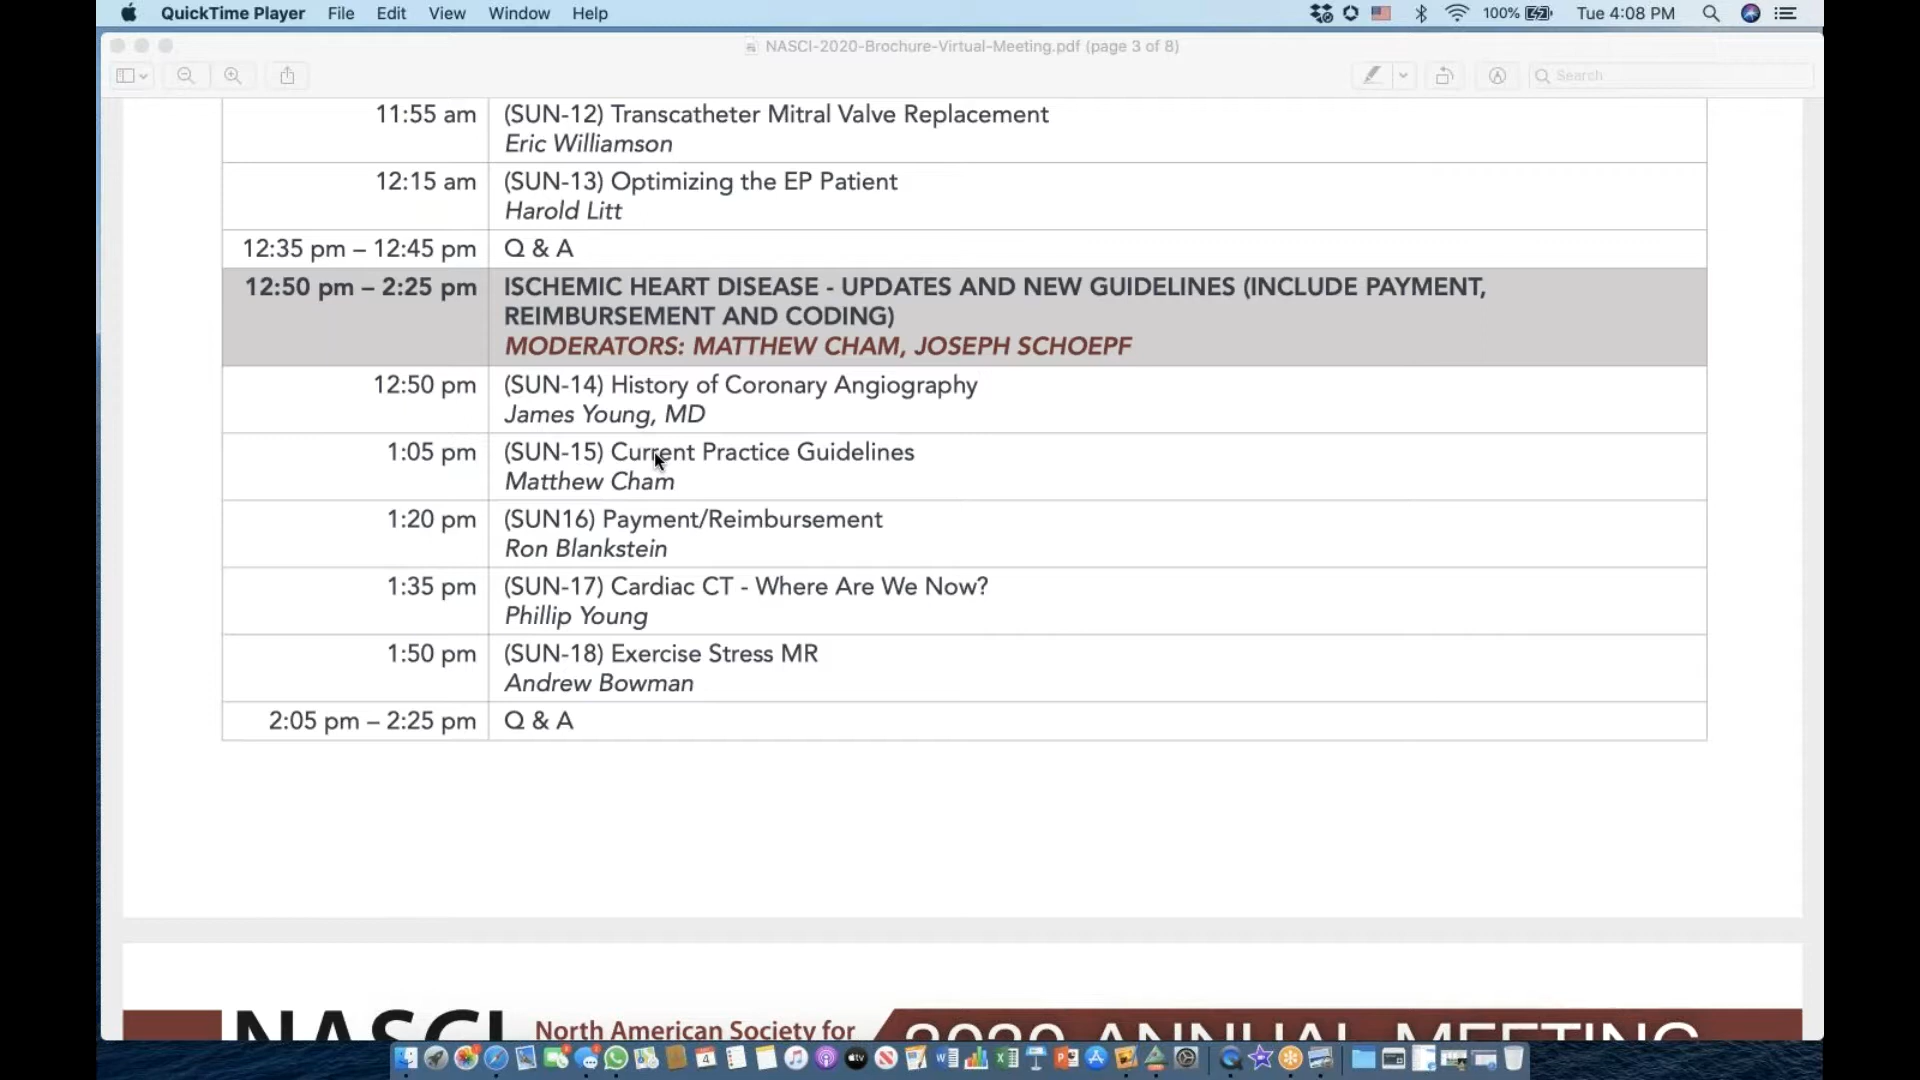 QuickTime Player File Edit View Window Help 100% Tue 4:08 PM
NASCI-2020-Brochure-Virtual-Meeting.pdf (page 3 of 8)
Search
11:55 am (SUN-12) Transcatheter Mitral Valve Replacement
Eric Williamson
12:15 am (SUN-13) Optimizing the EP Patient
Harold Litt
12:35 pm – 12:45 pm Q & A
12:50 pm – 2:25 pm ISCHEMIC HEART DISEASE - UPDATES AND NEW GUIDELINES (INCLUDE PAYMENT,
REIMBURSEMENT AND CODING)
MODERATORS: MATTHEW CHAM, JOSEPH SCHOEPF
12:50 pm (SUN-14) History of Coronary Angiography
James Young, MD
1:05 pm (SUN-15) Current Practice Guidelines
Matthew Cham
1:20 pm (SUN16) Payment/Reimbursement
Ron Blankstein
1:35 pm (SUN-17) Cardiac CT - Where Are We Now?
Phillip Young
1:50 pm (SUN-18) Exercise Stress MR
Andrew Bowman
2:05 pm – 2:25 pm Q & A
NASCI North American Society for 2020 ANNUAL MEETING